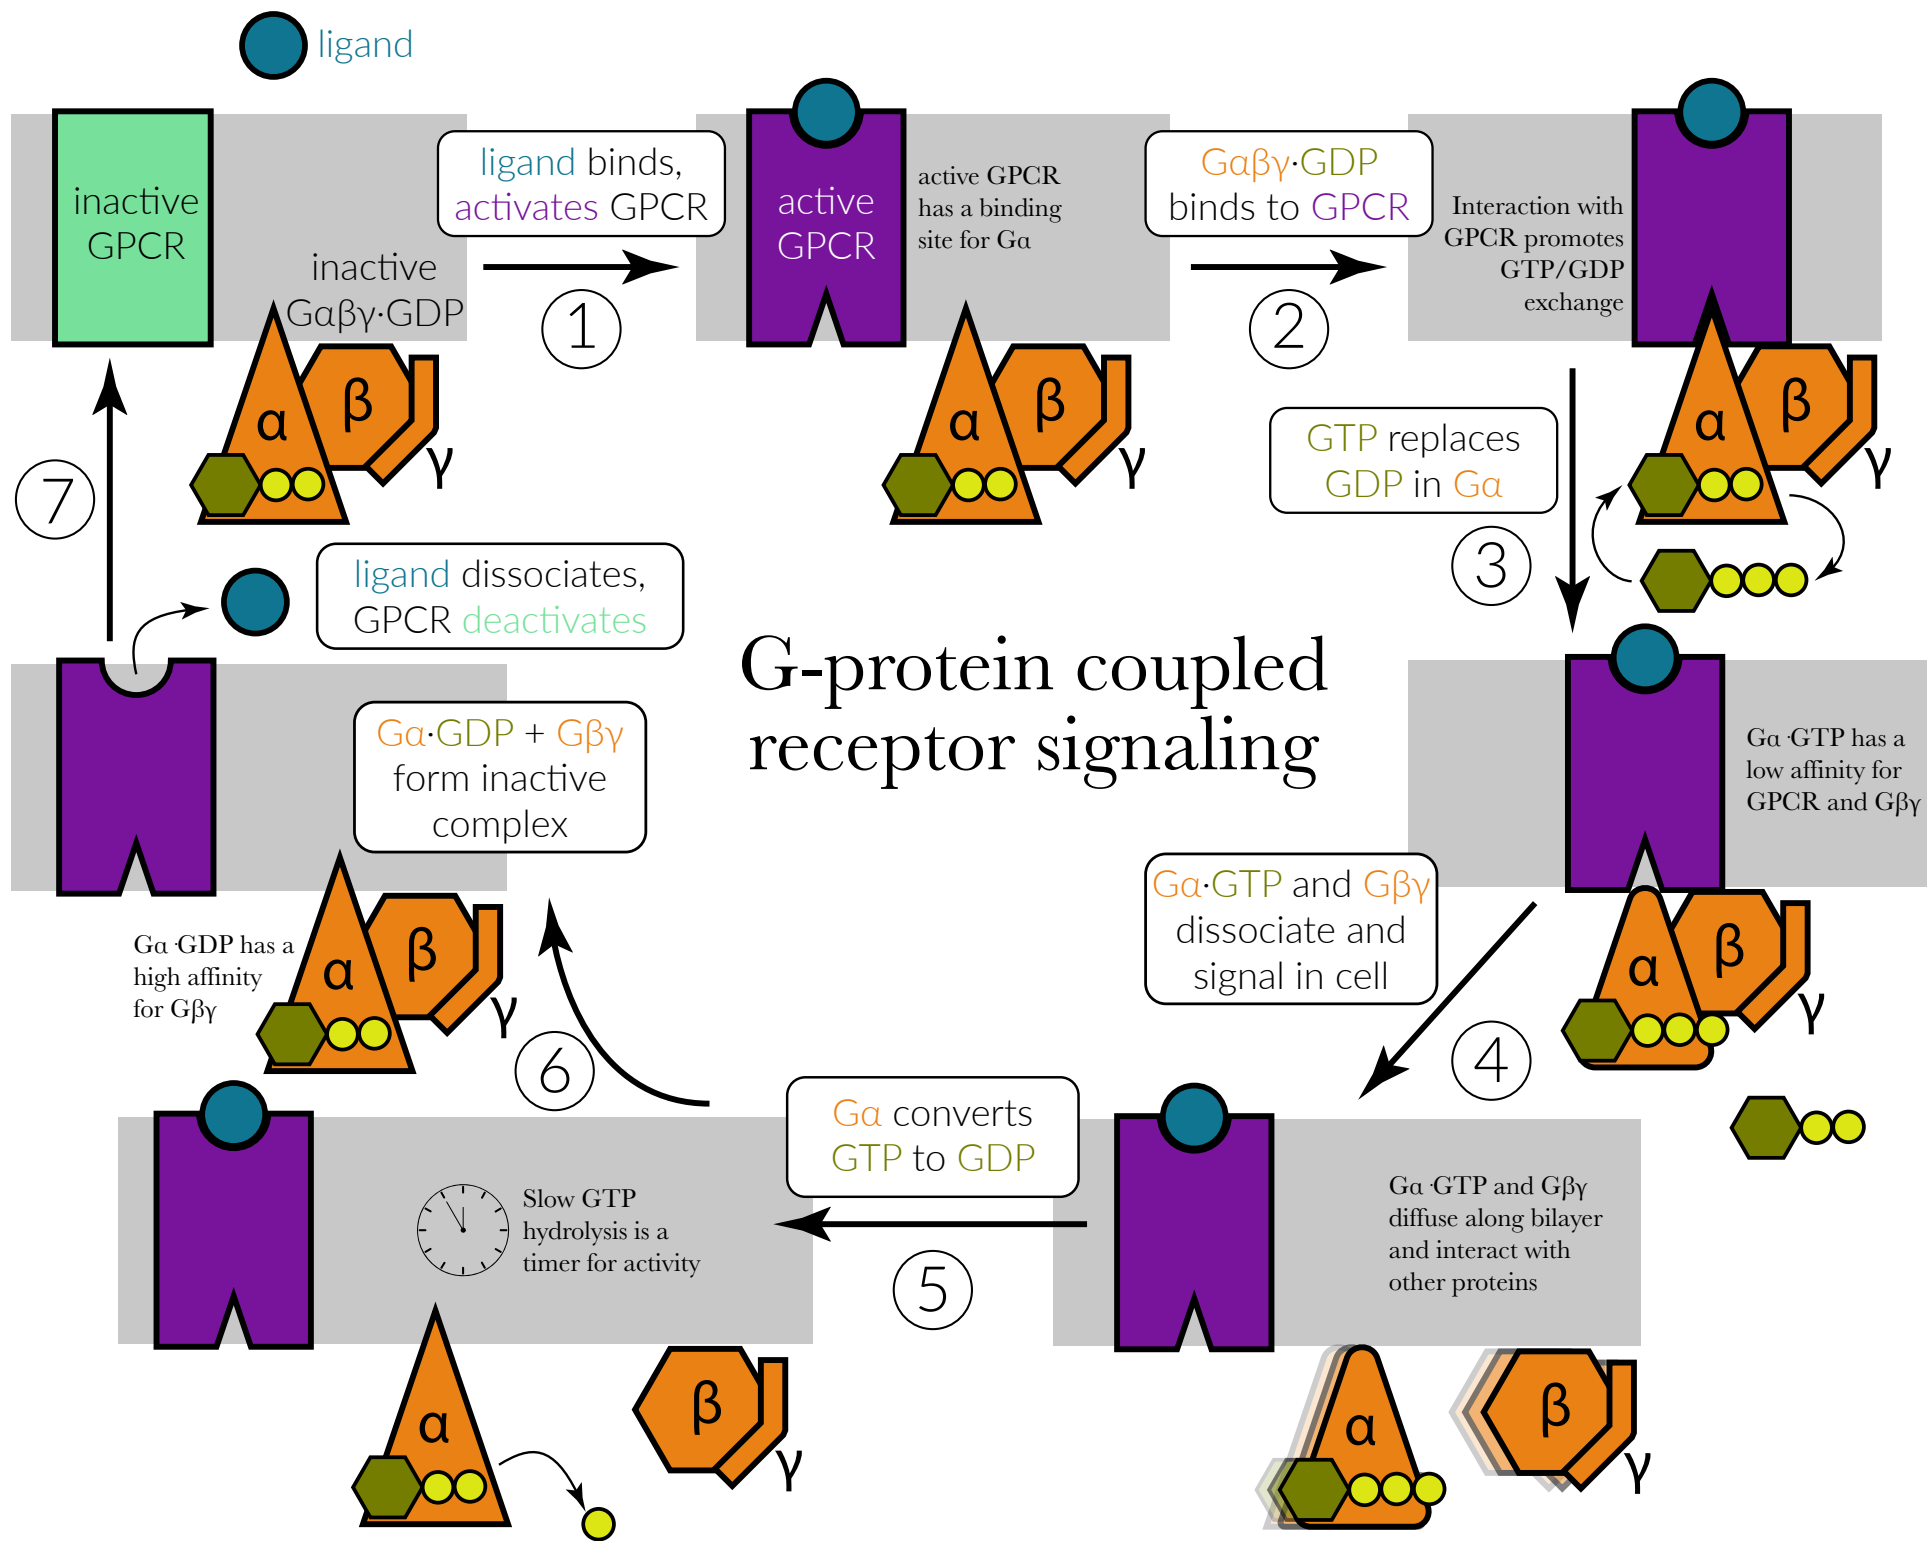 ligand
inactive
GPCR
inactive
Gαβγ·GDP
α
β
γ
ligand binds,
activates GPCR
1
active
GPCR
active GPCR
has a binding
site for Gα
α
β
γ
Gαβγ·GDP
binds to GPCR
2
Interaction with
GPCR promotes
GTP/GDP
exchange
α
β
γ
GTP replaces
GDP in Gα
3
G-protein coupled
receptor signaling
Gα·GTP has a
low affinity for
GPCR and Gβγ
α
β
γ
Gα·GTP and Gβγ
dissociate and
signal in cell
4
Gα·GTP and Gβγ
diffuse along bilayer
and interact with
other proteins
α
β
γ
Gα converts
GTP to GDP
5
Slow GTP
hydrolysis is a
timer for activity
α
β
γ
6
Gα·GDP + Gβγ
form inactive
complex
Gα·GDP has a
high affinity
for Gβγ
α
β
γ
ligand dissociates,
GPCR deactivates
7